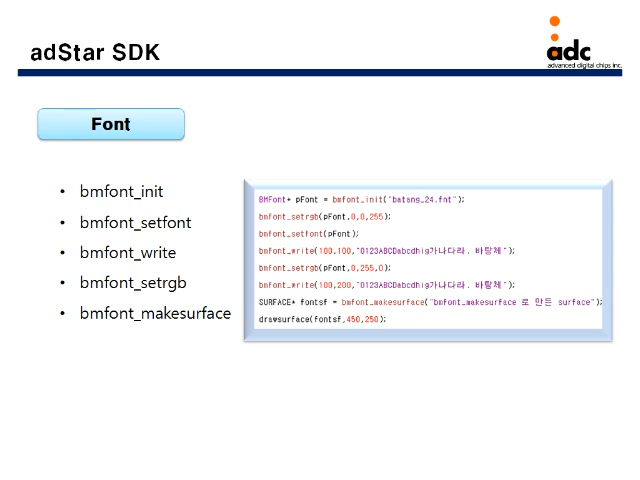 adStar SDK
adc
advanced digital chips inc.
Font
• bmfont_init
• bmfont_setfont
• bmfont_write
• bmfont_setrgb
• bmfont_makesurface
BMFont* pFont = bmfont_init("batang_24.fnt");
bmfont_setrgb(pFont,0,0,255);
bmfont_setfont(pFont);
bmfont_write(100,100,"0123ABCDabcdhig가나다라. 바탕체");
bmfont_setrgb(pFont,0,255,0);
bmfont_write(100,200,"0123ABCDabcdhig가나다라. 바탕체");
SURFACE* fontsf = bmfont_makesurface("bmfont_makesurface 로 만든 surface");
drawsurface(fontsf,450,250);